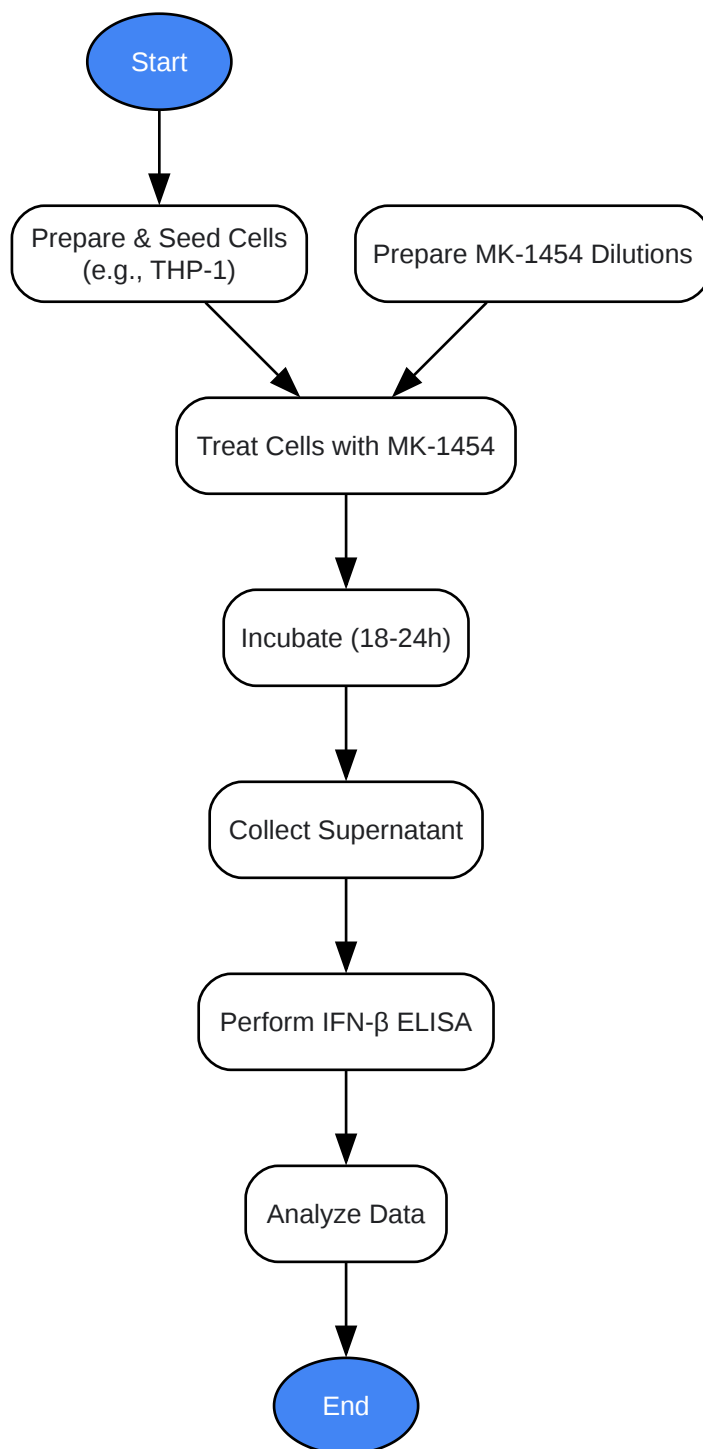 Start
Prepare & Seed Cells
(e.g., THP-1)
Prepare MK-1454 Dilutions
Treat Cells with MK-1454
Incubate (18-24h)
Collect Supernatant
Perform IFN-β ELISA
Analyze Data
End